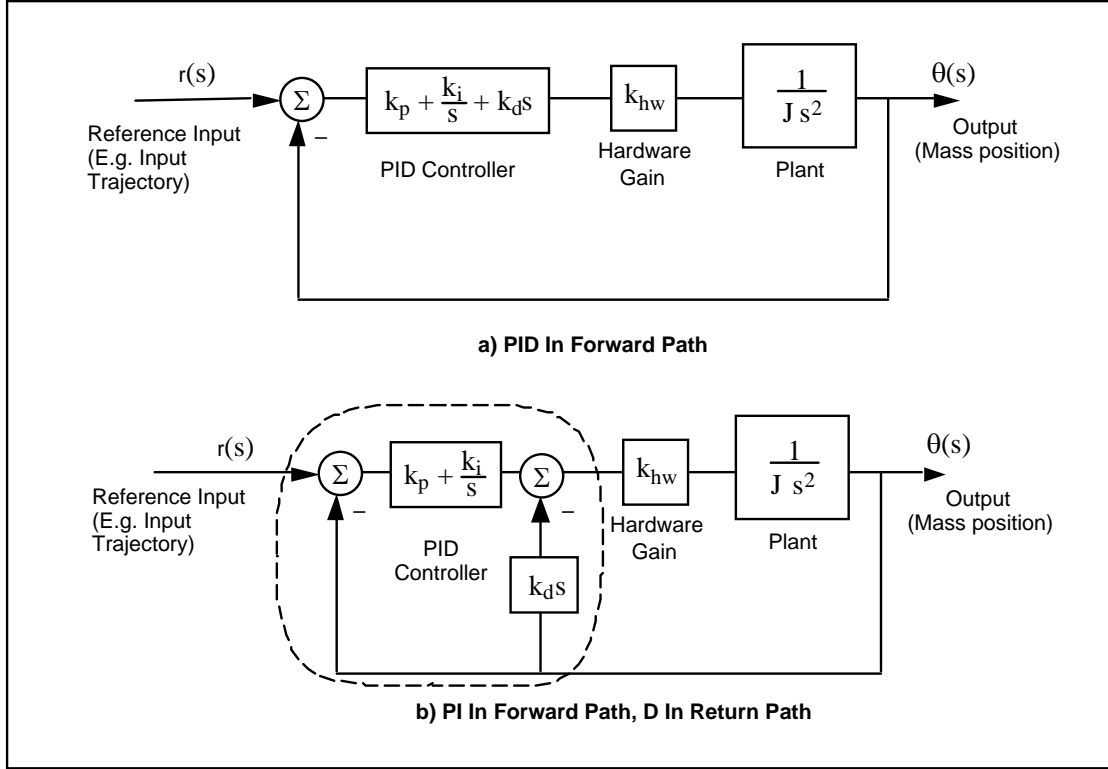 r(s)
Σ
−
k_p + k_i/s + k_d s
k_hw
1/(J s²)
θ(s)
Reference Input
(E.g. Input
Trajectory)
PID Controller
Hardware
Gain
Plant
Output
(Mass position)
a) PID In Forward Path
r(s)
Σ
−
k_p + k_i/s
Σ
−
k_hw
1/(J s²)
θ(s)
Reference Input
(E.g. Input
Trajectory)
PID
Controller
k_d s
Hardware
Gain
Plant
Output
(Mass position)
b) PI In Forward Path, D In Return Path